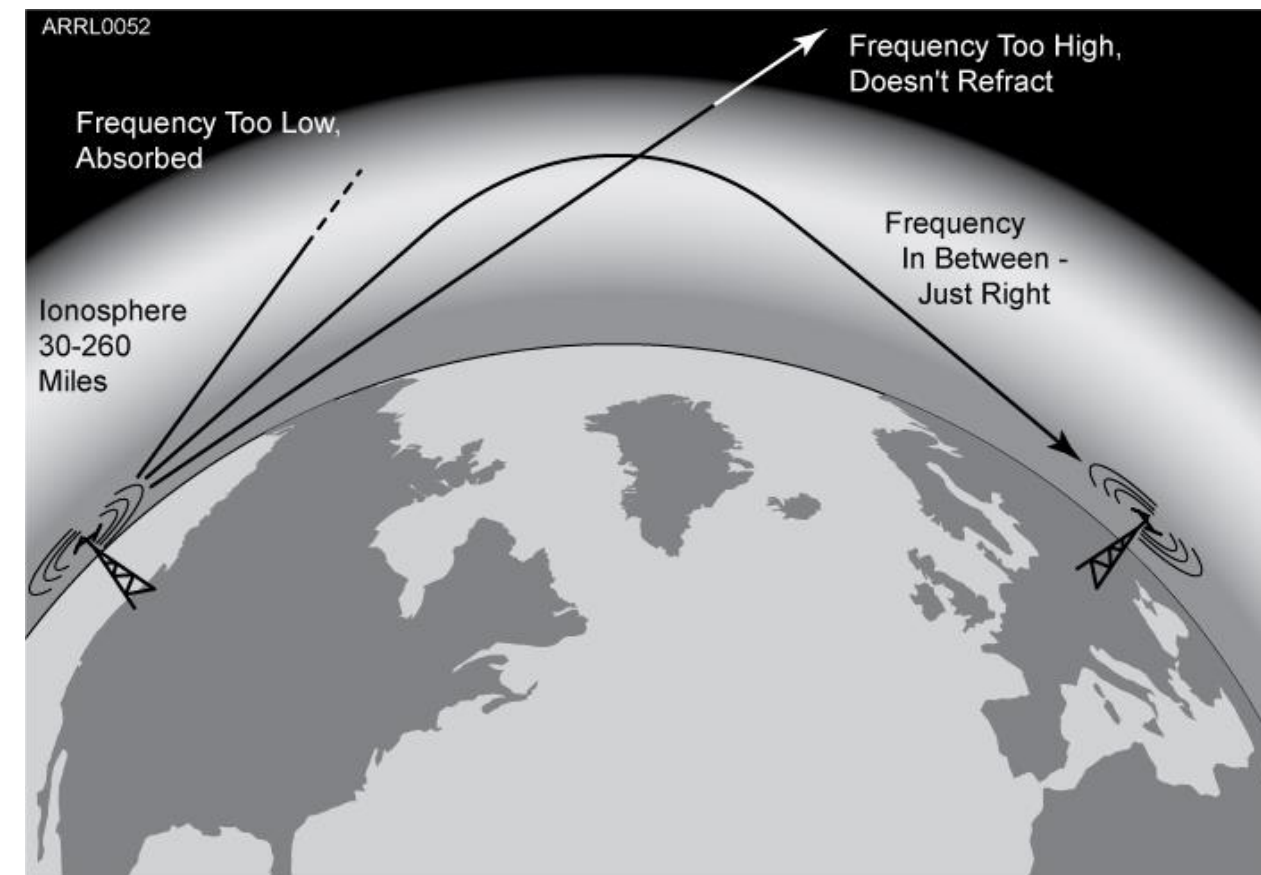 ARRL0052
Frequency Too High,
Doesn't Refract
Frequency Too Low,
Absorbed
Frequency
In Between -
Just Right
Ionosphere
30-260
Miles